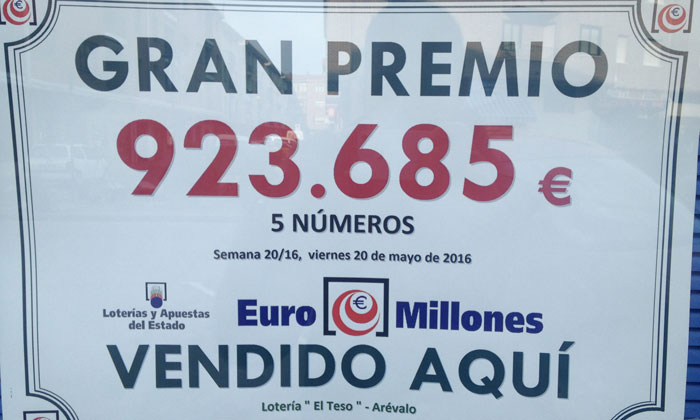 GRAN PREMIO
923.685 €
5 NÚMEROS
Semana 20/16, viernes 20 de mayo de 2016
Loterías y Apuestas
del Estado
Euro € Millones
VENDIDO AQUÍ
Lotería " El Teso " - Arévalo